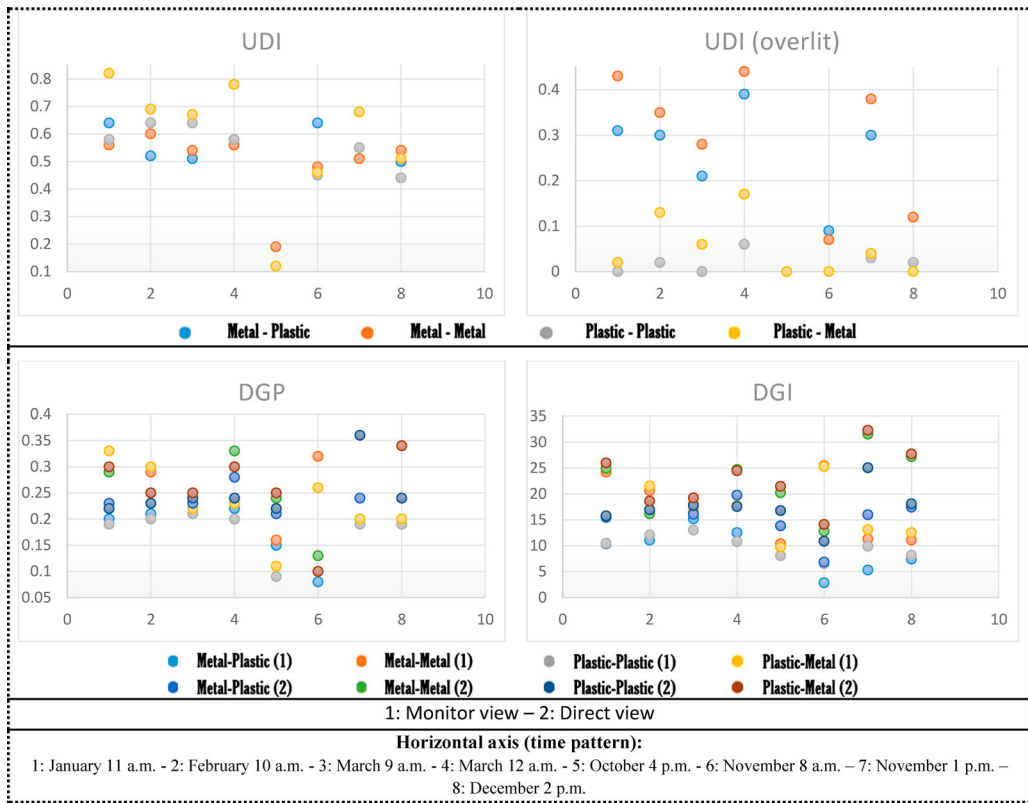 UDI
0.8
0.7
0.6
0.5
0.4
0.3
0.2
0.1
0 2 4 6 8 10
UDI (overlit)
0.4
0.3
0.2
0.1
0
0 2 4 6 8 10
Metal - Plastic Metal - Metal Plastic - Plastic Plastic - Metal
DGP
0.4
0.35
0.3
0.25
0.2
0.15
0.1
0.05
0 2 4 6 8 10
DGI
35
30
25
20
15
10
5
0
0 2 4 6 8 10
Metal-Plastic (1) Metal-Metal (1) Plastic-Plastic (1) Plastic-Metal (1)
Metal-Plastic (2) Metal-Metal (2) Plastic-Plastic (2) Plastic-Metal (2)
1: Monitor view – 2: Direct view
Horizontal axis (time pattern):
1: January 11 a.m. - 2: February 10 a.m. - 3: March 9 a.m. - 4: March 12 a.m. - 5: October 4 p.m. - 6: November 8 a.m. – 7: November 1 p.m. –
8: December 2 p.m.